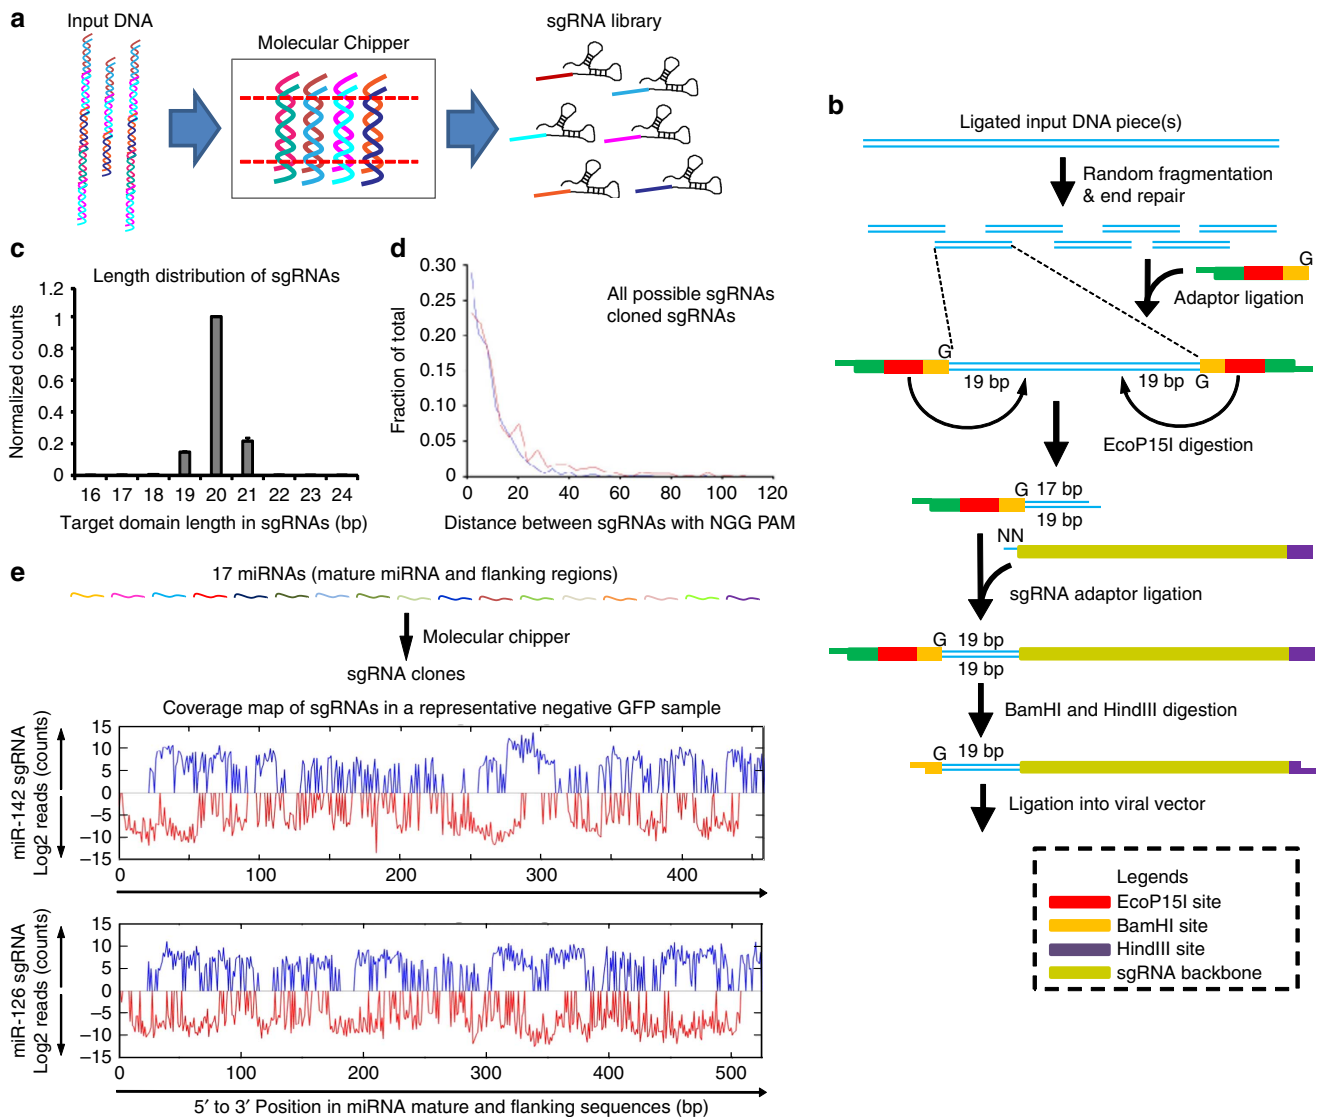 a
Input DNA
Molecular Chipper
sgRNA library
b
Ligated input DNA piece(s)
Random fragmentation
& end repair
G
Adaptor ligation
G
19 bp
19 bp
G
EcoP15I digestion
G
17 bp
19 bp
NN
sgRNA adaptor ligation
G
19 bp
19 bp
BamHI and HindIII digestion
G
19 bp
Ligation into viral vector
Legends
EcoP15I site
BamHI site
HindIII site
sgRNA backbone
c
Length distribution of sgRNAs
Normalized counts
1.2
1
0.8
0.6
0.4
0.2
0
16 17 18 19 20 21 22 23 24
Target domain length in sgRNAs (bp)
d
All possible sgRNAs
cloned sgRNAs
Fraction of total
0.30
0.25
0.20
0.15
0.10
0.05
0
0 20 40 60 80 100 120
Distance between sgRNAs with NGG PAM
e
17 miRNAs (mature miRNA and flanking regions)
Molecular chipper
sgRNA clones
Coverage map of sgRNAs in a representative negative GFP sample
miR-142 sgRNA
Log2 reads (counts)
15
10
5
0
−5
−10
−15
0 100 200 300 400
miR-126 sgRNA
Log2 reads (counts)
15
10
5
0
−5
−10
−15
0 100 200 300 400 500
5′ to 3′ Position in miRNA mature and flanking sequences (bp)